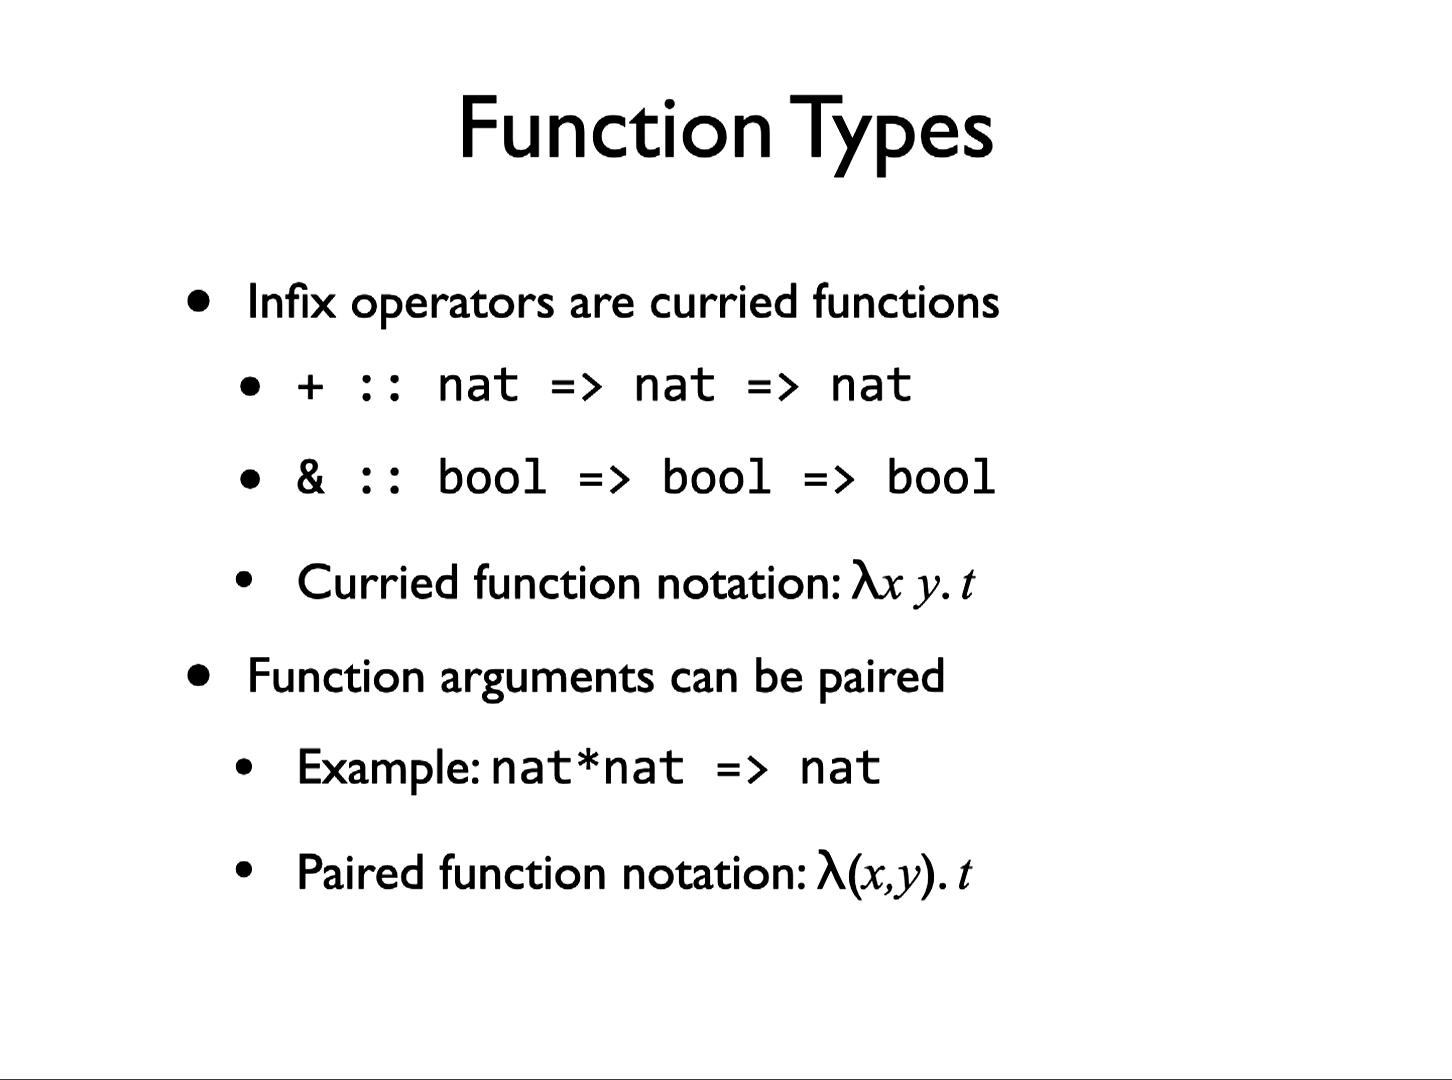 Function Types
• Infix operators are curried functions
• + :: nat => nat => nat
• & :: bool => bool => bool
• Curried function notation: λx y. t
• Function arguments can be paired
• Example: nat*nat => nat
• Paired function notation: λ(x,y). t